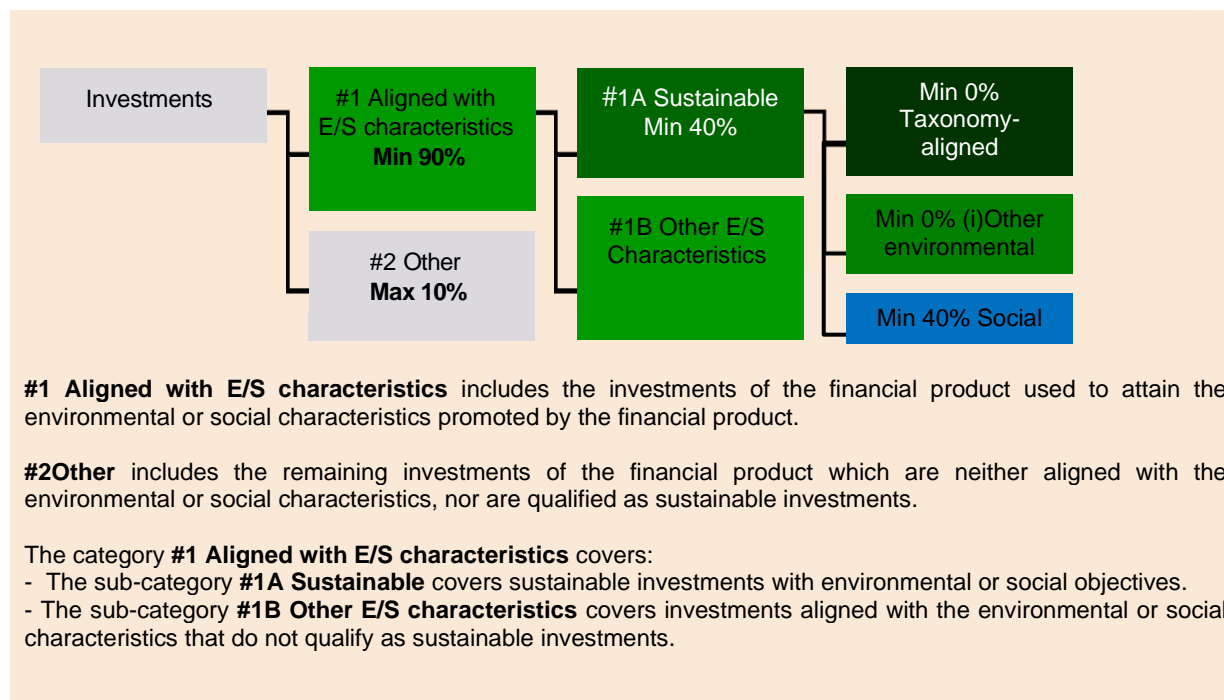 Investments
#1 Aligned with
E/S characteristics
Min 90%
#2 Other
Max 10%
#1A Sustainable
Min 40%
#1B Other E/S
Characteristics
Min 0%
Taxonomy-
aligned
Min 0% (i)Other
environmental
Min 40% Social
#1 Aligned with E/S characteristics includes the investments of the financial product used to attain the
environmental or social characteristics promoted by the financial product.
#2Other includes the remaining investments of the financial product which are neither aligned with the
environmental or social characteristics, nor are qualified as sustainable investments.
The category #1 Aligned with E/S characteristics covers:
- The sub-category #1A Sustainable covers sustainable investments with environmental or social objectives.
- The sub-category #1B Other E/S characteristics covers investments aligned with the environmental or social
characteristics that do not qualify as sustainable investments.